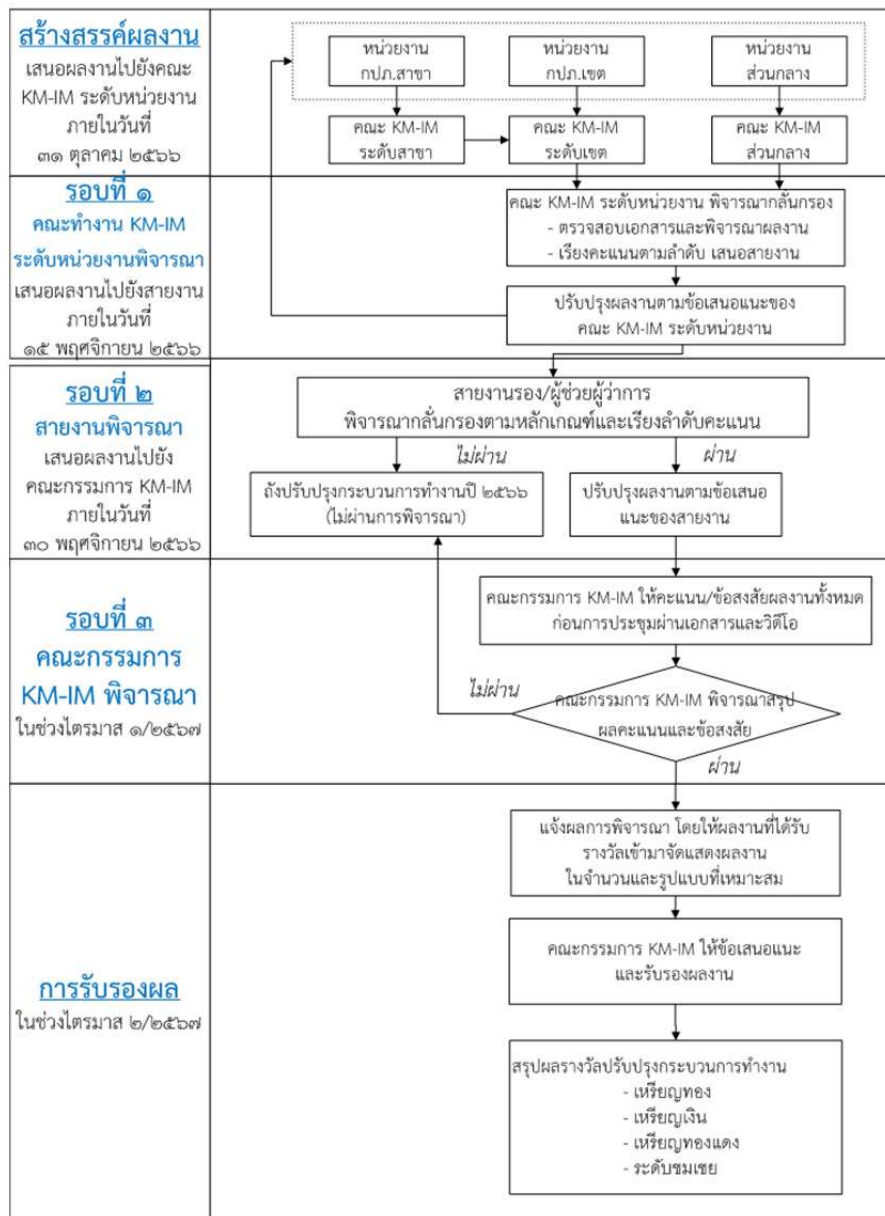 สร้างสรรค์ผลงาน
เสนอผลงานไปยังคณะ
KM-IM ระดับหน่วยงาน
ภายในวันที่
๓๑ ตุลาคม ๒๕๖๖
หน่วยงาน
กปภ.สาขา
หน่วยงาน
กปภ.เขต
หน่วยงาน
ส่วนกลาง
คณะ KM-IM
ระดับสาขา
คณะ KM-IM
ระดับเขต
คณะ KM-IM
ส่วนกลาง
รอบที่ ๑
คณะทำงาน KM-IM
ระดับหน่วยงานพิจารณา
เสนอผลงานไปยังสายงาน
ภายในวันที่
๑๕ พฤศจิกายน ๒๕๖๖
คณะ KM-IM ระดับหน่วยงาน พิจารณากลั่นกรอง
- ตรวจสอบเอกสารและพิจารณาผลงาน
- เรียงคะแนนตามลำดับ เสนอสายงาน
ปรับปรุงผลงานตามข้อเสนอแนะของ
คณะ KM-IM ระดับหน่วยงาน
รอบที่ ๒
สายงานพิจารณา
เสนอผลงานไปยัง
คณะกรรมการ KM-IM
ภายในวันที่
๓๐ พฤศจิกายน ๒๕๖๖
สายงานรอง/ผู้ช่วยผู้ว่าการ
พิจารณากลั่นกรองตามหลักเกณฑ์และเรียงลำดับคะแนน
ไม่ผ่าน
ผ่าน
ถังปรับปรุงกระบวนการทำงานปี ๒๕๖๖
(ไม่ผ่านการพิจารณา)
ปรับปรุงผลงานตามข้อเสนอ
แนะของสายงาน
รอบที่ ๓
คณะกรรมการ
KM-IM พิจารณา
ในช่วงไตรมาส ๑/๒๕๖๗
คณะกรรมการ KM-IM ให้คะแนน/ข้อสงสัยผลงานทั้งหมด
ก่อนการประชุมผ่านเอกสารและวิดีโอ
ไม่ผ่าน
คณะกรรมการ KM-IM พิจารณาสรุป
ผลคะแนนและข้อสงสัย
ผ่าน
การรับรองผล
ในช่วงไตรมาส ๒/๒๕๖๗
แจ้งผลการพิจารณา โดยให้ผลงานที่ได้รับ
รางวัลเข้ามาจัดแสดงผลงาน
ในจำนวนและรูปแบบที่เหมาะสม
คณะกรรมการ KM-IM ให้ข้อเสนอแนะ
และรับรองผลงาน
สรุปผลรางวัลปรับปรุงกระบวนการทำงาน
- เหรียญทอง
- เหรียญเงิน
- เหรียญทองแดง
- ระดับชมเชย